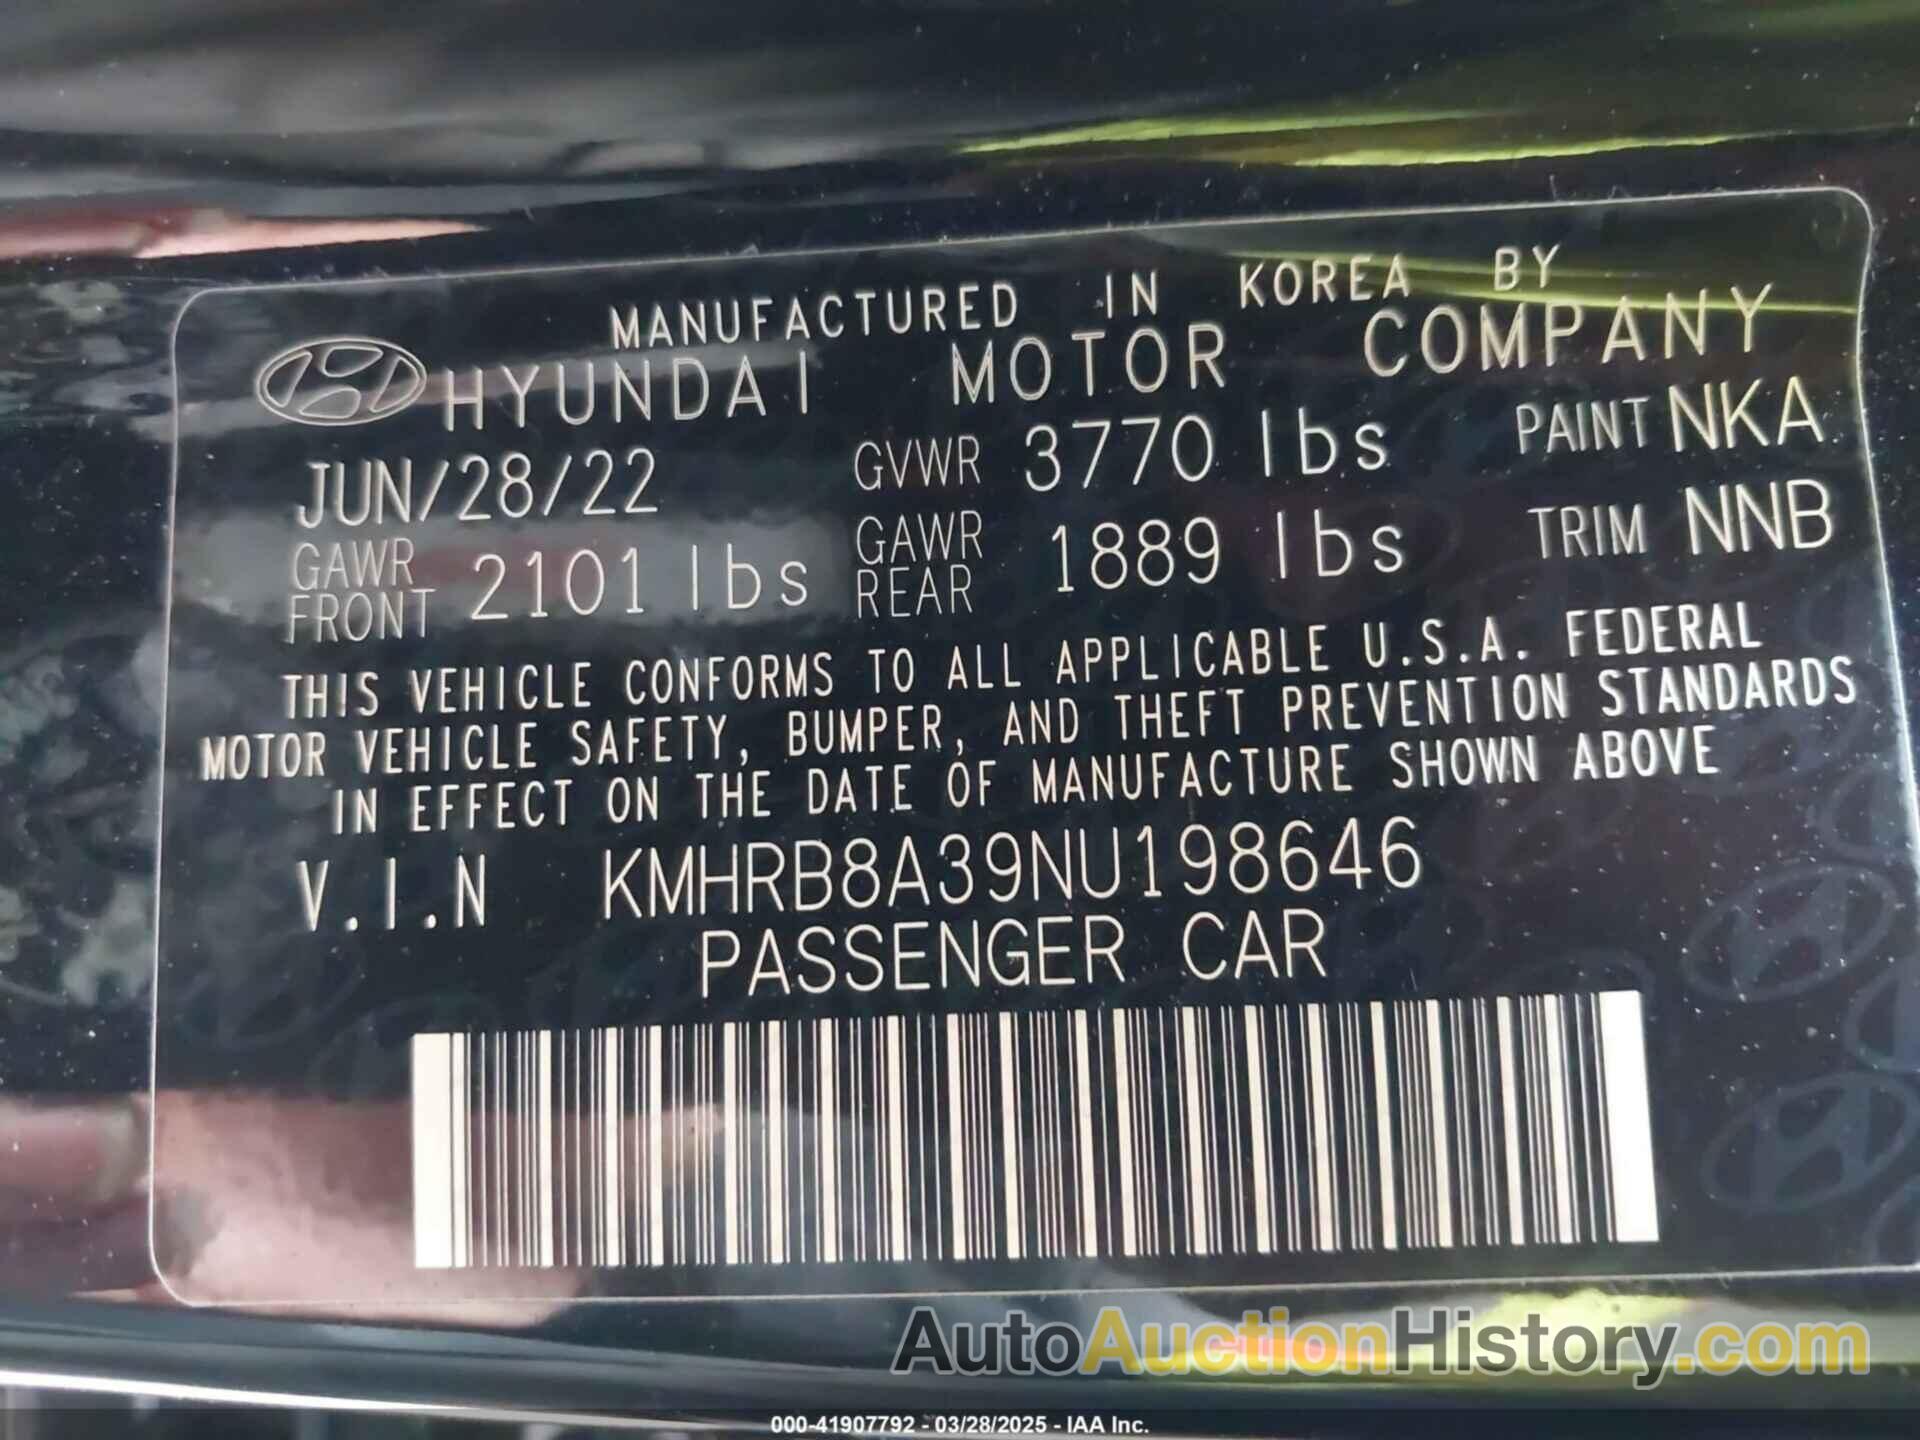 MANUFACTURED IN KOREA BY
HYUNDAI MOTOR COMPANY
JUN/28/22 GVWR 3770 lbs PAINT NKA
GAWR FRONT 2101 lbs GAWR REAR 1889 lbs TRIM NNB
THIS VEHICLE CONFORMS TO ALL APPLICABLE U.S.A. FEDERAL
MOTOR VEHICLE SAFETY, BUMPER, AND THEFT PREVENTION STANDARDS
IN EFFECT ON THE DATE OF MANUFACTURE SHOWN ABOVE
V.I.N KMHRB8A39NU198646
PASSENGER CAR
AutoAuctionHistory.com
000-41907792 - 03/28/2025 - IAA Inc.